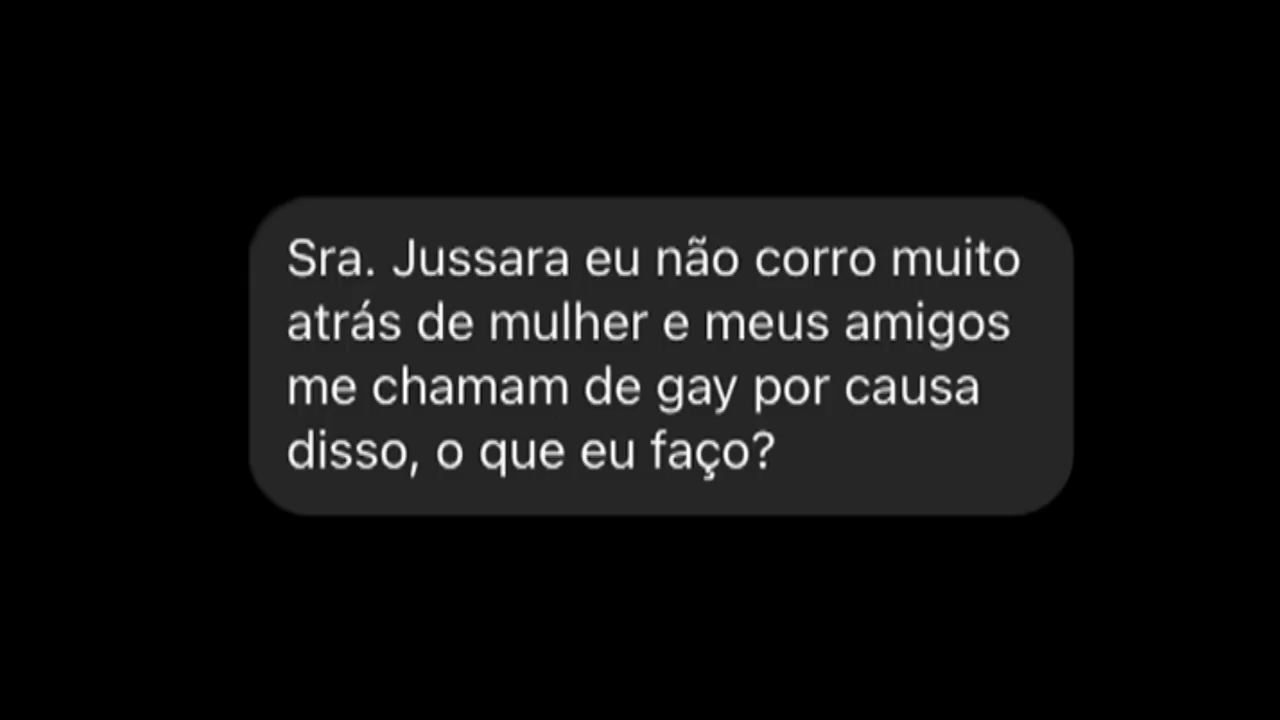 Sra. Jussara eu não corro muito
atrás de mulher e meus amigos
me chamam de gay por causa
disso, o que eu faço?